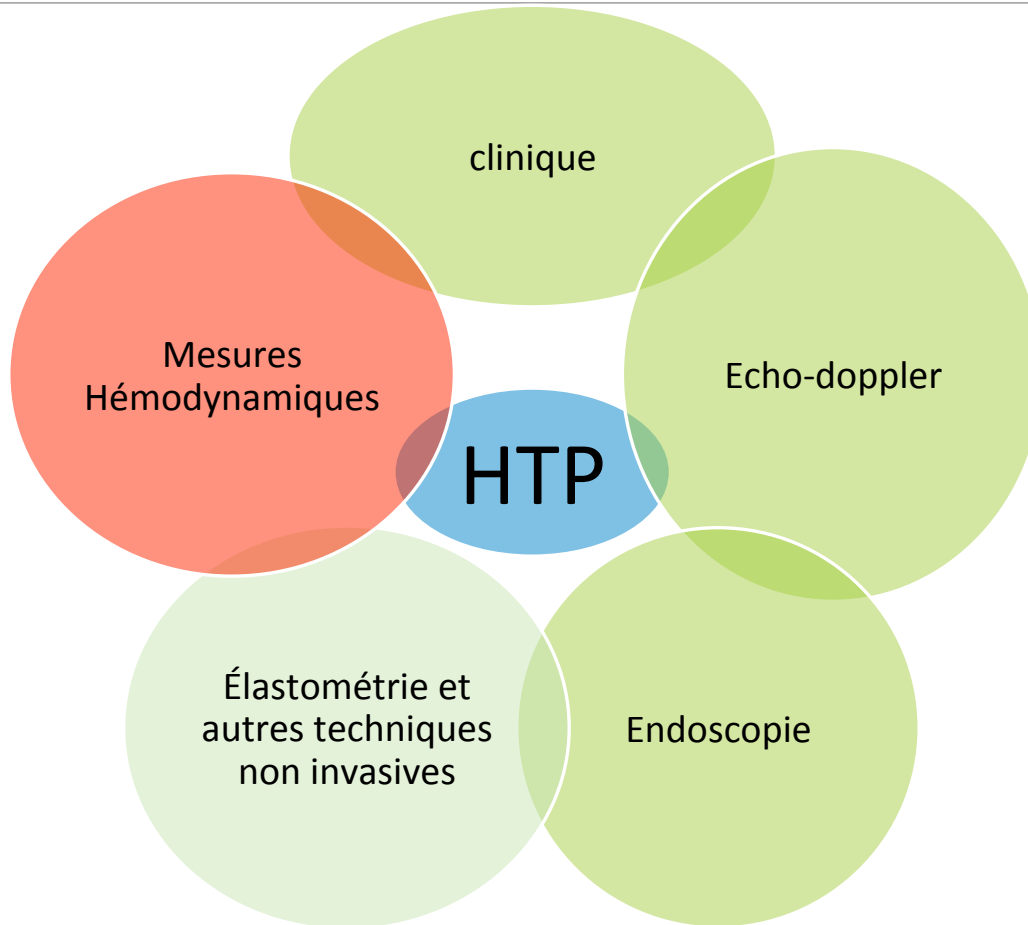 clinique
Mesures
Hémodynamiques
Echo-doppler
HTP
Élastométrie et
autres techniques
non invasives
Endoscopie